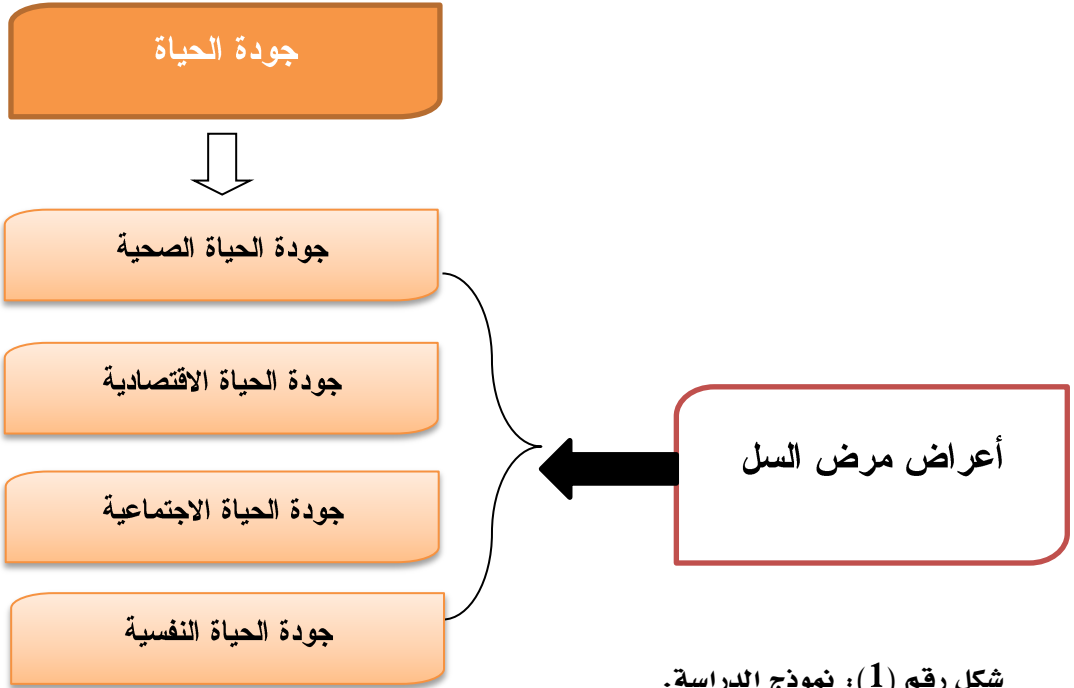 جودة الحياة
جودة الحياة الصحية
جودة الحياة الاقتصادية
أعراض مرض السل
جودة الحياة الاجتماعية
جودة الحياة النفسية
شكل رقم (1): نموذج الدراسة.